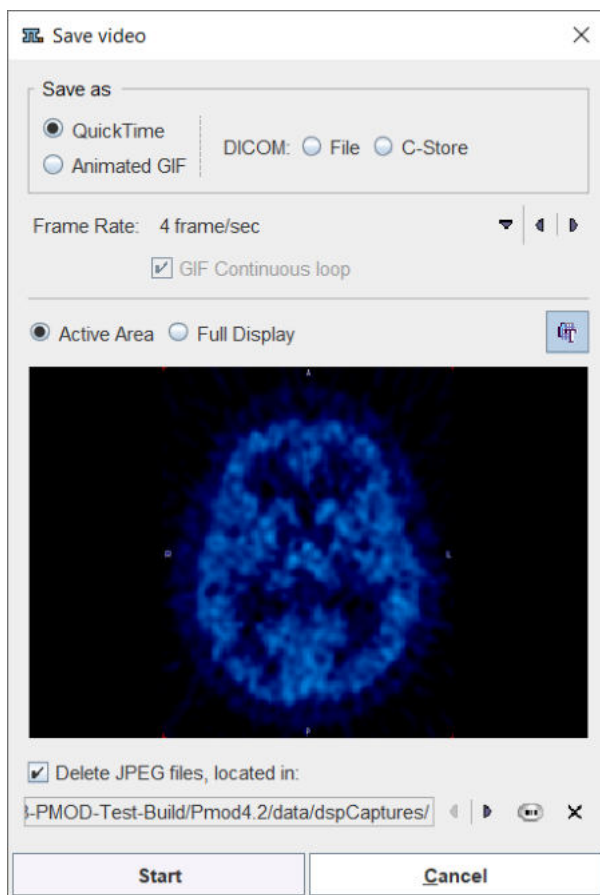 Save video
Save as
QuickTime
Animated GIF
DICOM: File C-Store
Frame Rate: 4 frame/sec
GIF Continuous loop
Active Area Full Display
A
R L
P
Delete JPEG files, located in:
3-PMOD-Test-Build/Pmod4.2/data/dspCaptures/
Start Cancel